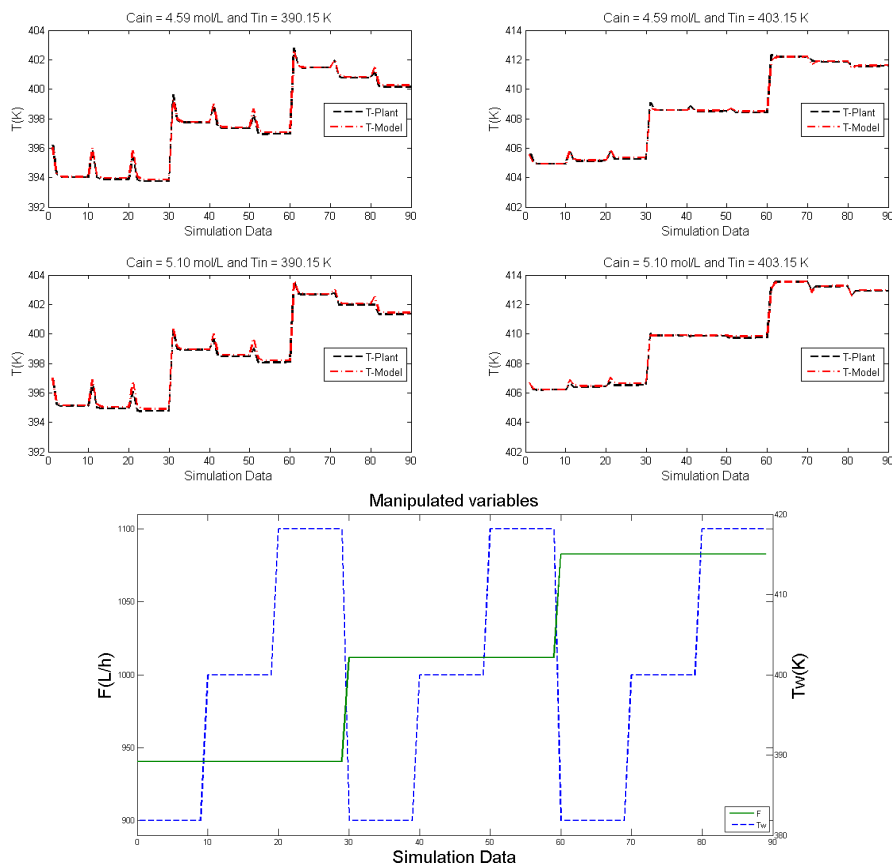 Cain = 4.59 mol/L and Tin = 390.15 K
404
402
400
398
396
394
392
T(K)
T-Plant
T-Model
0 10 20 30 40 50 60 70 80 90
Simulation Data
Cain = 4.59 mol/L and Tin = 403.15 K
414
412
410
408
406
404
402
T(K)
T-Plant
T-Model
0 10 20 30 40 50 60 70 80 90
Simulation Data
Cain = 5.10 mol/L and Tin = 390.15 K
404
402
400
398
396
394
392
T(K)
T-Plant
T-Model
0 10 20 30 40 50 60 70 80 90
Simulation Data
Cain = 5.10 mol/L and Tin = 403.15 K
414
412
410
408
406
404
402
T(K)
T-Plant
T-Model
0 10 20 30 40 50 60 70 80 90
Simulation Data
Manipulated variables
1100
1050
1000
950
900
F(L/h)
420
415
400
390
380
Tw(K)
F
Tw
0 10 20 30 40 50 60 70 80 90
Simulation Data